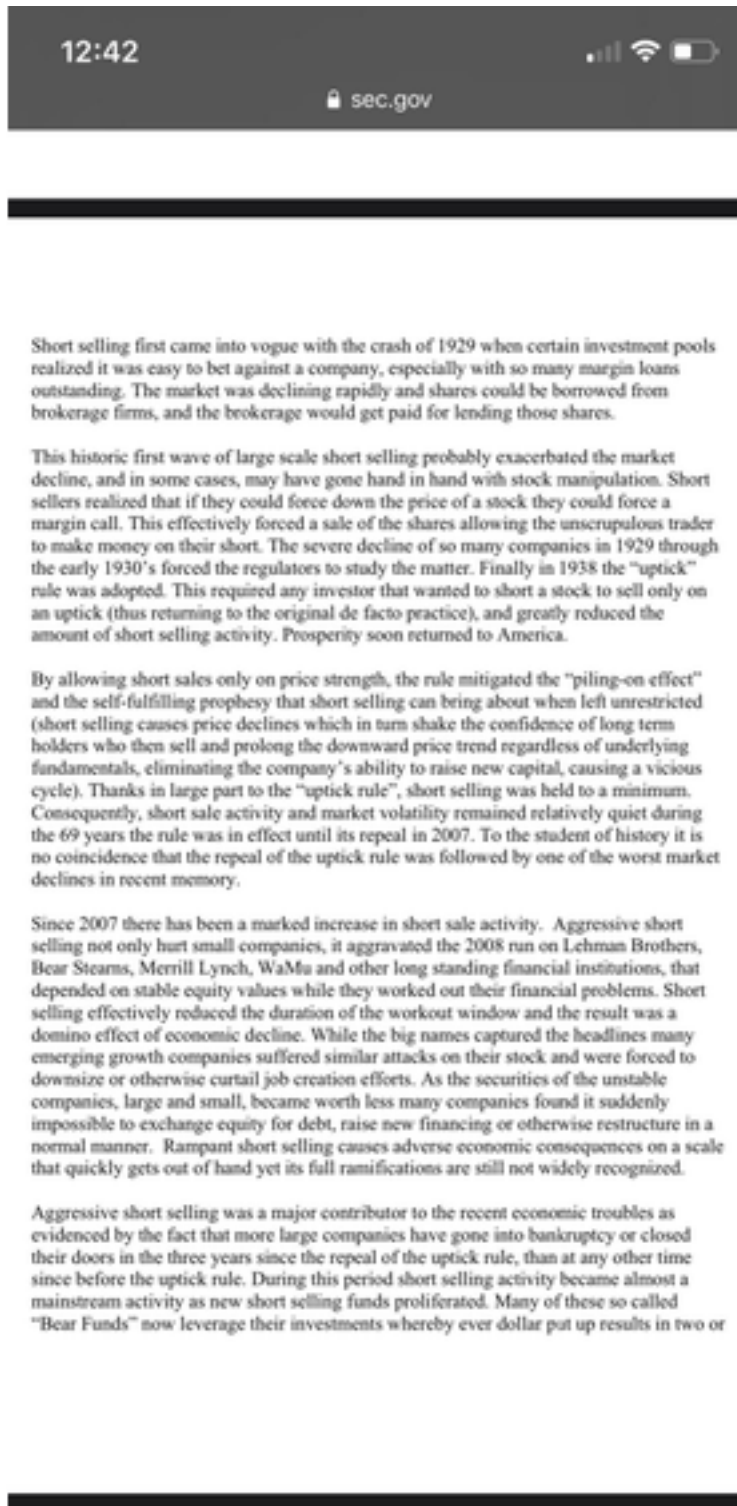 12:42
sec.gov
Short selling first came into vogue with the crash of 1929 when certain investment pools
realized it was easy to bet against a company, especially with so many margin loans
outstanding. The market was declining rapidly and shares could be borrowed from
brokerage firms, and the brokerage would get paid for lending those shares.
This historic first wave of large scale short selling probably exacerbated the market
decline, and in some cases, may have gone hand in hand with stock manipulation. Short
sellers realized that if they could force down the price of a stock they could force a
margin call. This effectively forced a sale of the shares allowing the unscrupulous trader
to make money on their short. The severe decline of so many companies in 1929 through
the early 1930's forced the regulators to study the matter. Finally in 1938 the “uptick”
rule was adopted. This required any investor that wanted to short a stock to sell only on
an uptick (thus returning to the original de facto practice), and greatly reduced the
amount of short selling activity. Prosperity soon returned to America.
By allowing short sales only on price strength, the rule mitigated the “piling-on effect”
and the self-fulfilling prophesy that short selling can bring about when left unrestricted
(short selling causes price declines which in turn shake the confidence of long term
holders who then sell and prolong the downward price trend regardless of underlying
fundamentals, eliminating the company's ability to raise new capital, causing a vicious
cycle). Thanks in large part to the “uptick rule”, short selling was held to a minimum.
Consequently, short sale activity and market volatility remained relatively quiet during
the 69 years the rule was in effect until its repeal in 2007. To the student of history it is
no coincidence that the repeal of the uptick rule was followed by one of the worst market
declines in recent memory.
Since 2007 there has been a marked increase in short sale activity. Aggressive short
selling not only hurt small companies, it aggravated the 2008 run on Lehman Brothers,
Bear Stearns, Merrill Lynch, WaMu and other long standing financial institutions, that
depended on stable equity values while they worked out their financial problems. Short
selling effectively reduced the duration of the workout window and the result was a
domino effect of economic decline. While the big names captured the headlines many
emerging growth companies suffered similar attacks on their stock and were forced to
downsize or otherwise curtail job creation efforts. As the securities of the unstable
companies, large and small, became worth less many companies found it suddenly
impossible to exchange equity for debt, raise new financing or otherwise restructure in a
normal manner. Rampant short selling causes adverse economic consequences on a scale
that quickly gets out of hand yet its full ramifications are still not widely recognized.
Aggressive short selling was a major contributor to the recent economic troubles as
evidenced by the fact that more large companies have gone into bankruptcy or closed
their doors in the three years since the repeal of the uptick rule, than at any other time
since before the uptick rule. During this period short selling activity became almost a
mainstream activity as new short selling funds proliferated. Many of these so called
“Bear Funds” now leverage their investments whereby ever dollar put up results in two or